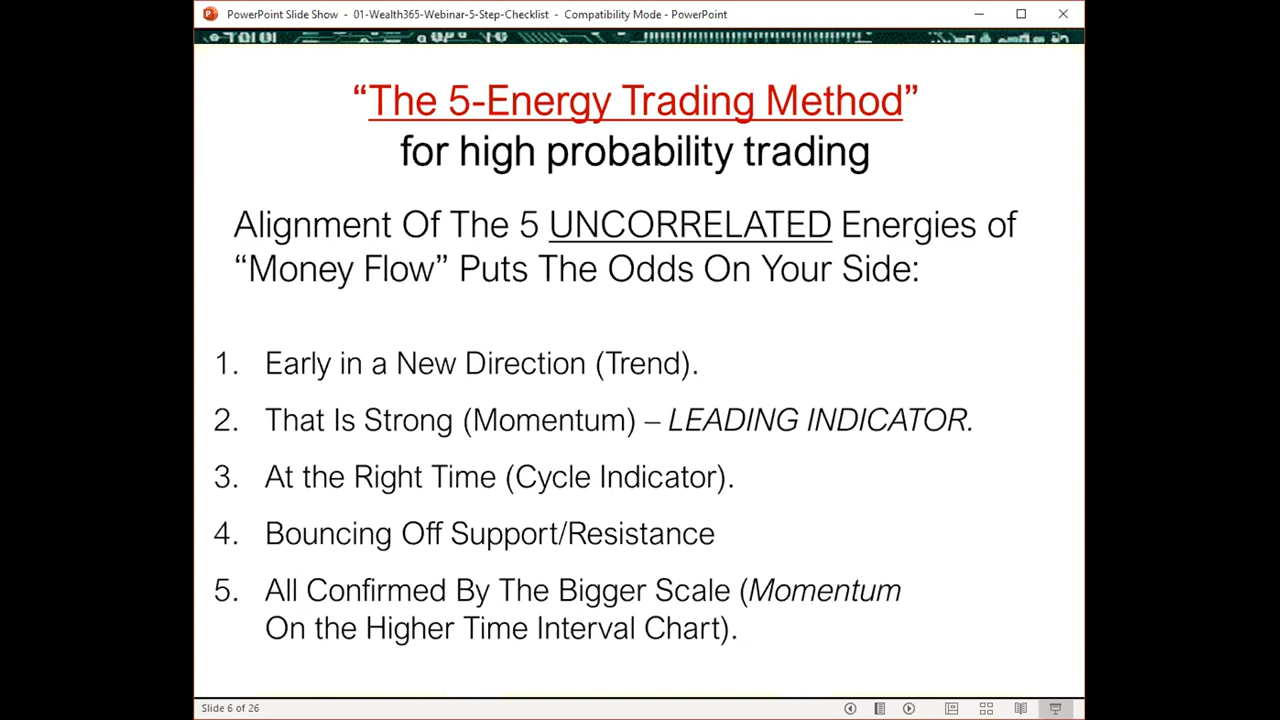 PowerPoint Slide Show - 01-Wealth365-Webinar-5-Step-Checklist - Compatibility Mode - PowerPoint
“The 5-Energy Trading Method”
for high probability trading
Alignment Of The 5 UNCORRELATED Energies of
“Money Flow” Puts The Odds On Your Side:
1. Early in a New Direction (Trend).
2. That Is Strong (Momentum) – LEADING INDICATOR.
3. At the Right Time (Cycle Indicator).
4. Bouncing Off Support/Resistance
5. All Confirmed By The Bigger Scale (Momentum
On the Higher Time Interval Chart).
Slide 6 of 26